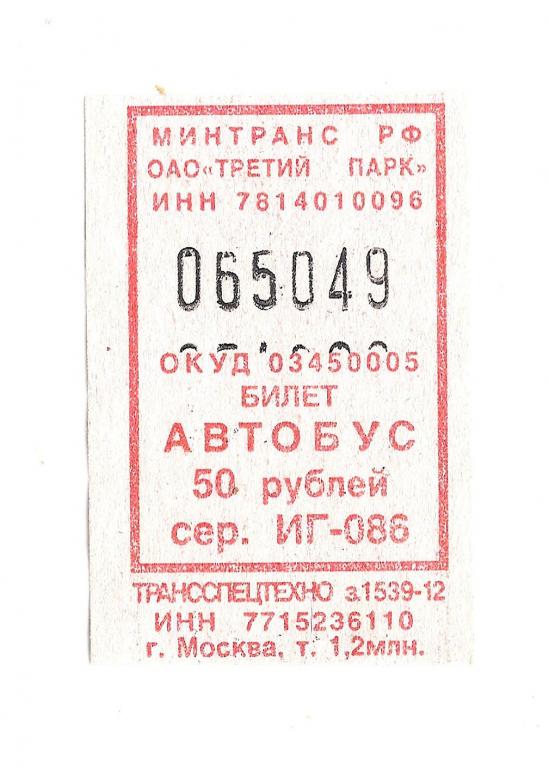 МИНТРАНС РФ
ОАО«ТРЕТИЙ ПАРК»
ИНН 7814010096
065049
ОКУД 03450005
БИЛЕТ
АВТОБУС
50 рублей
сер. ИГ-086
ТРАНССПЕЦТЕХНО з.1539-12
ИНН 7715236110
г. Москва, т. 1,2млн.